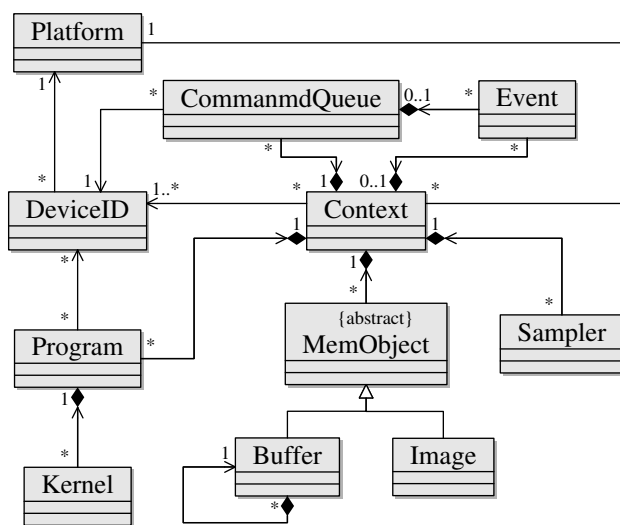 Platform
1
1
*
CommanmdQueue
0..1
*
Event
*
1
*
1
*
0..1
*
DeviceID
1..*
*
Context
*
1
1
1
*
*
*
*
*
Program
1
{abstract}
MemObject
Sampler
*
Kernel
1
Buffer
*
Image